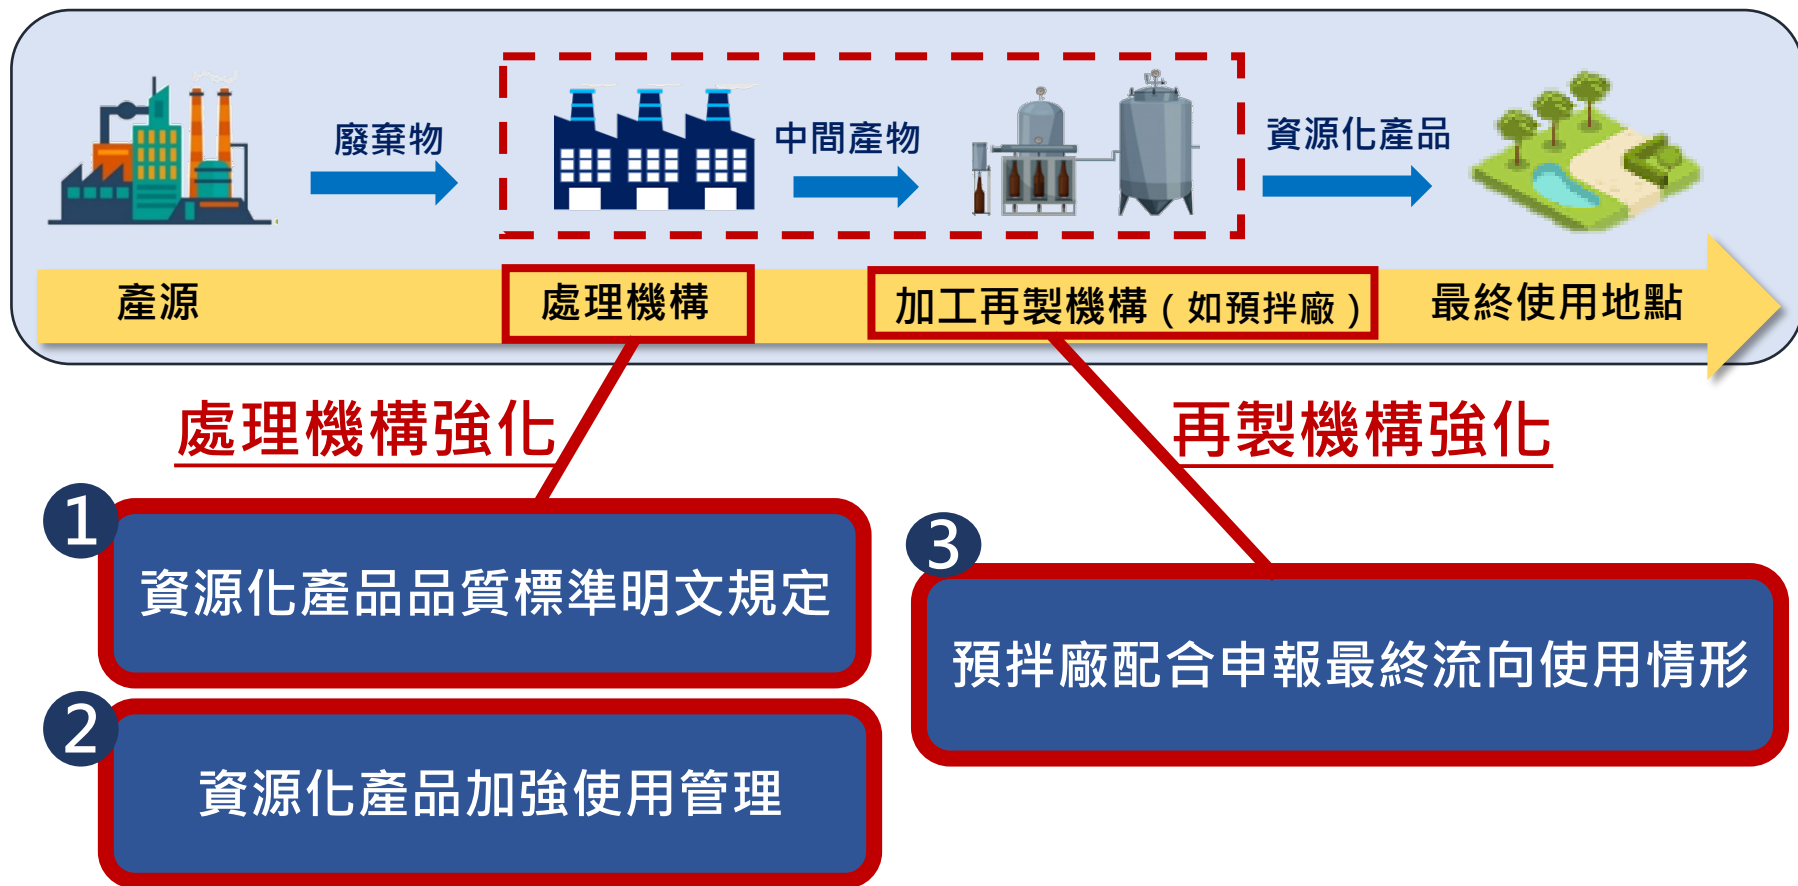 廢棄物
中間產物
資源化產品
產源
處理機構
加工再製機構（如預拌廠）
最終使用地點
處理機構強化
再製機構強化
1
資源化產品品質標準明文規定
2
資源化產品加強使用管理
3
預拌廠配合申報最終流向使用情形